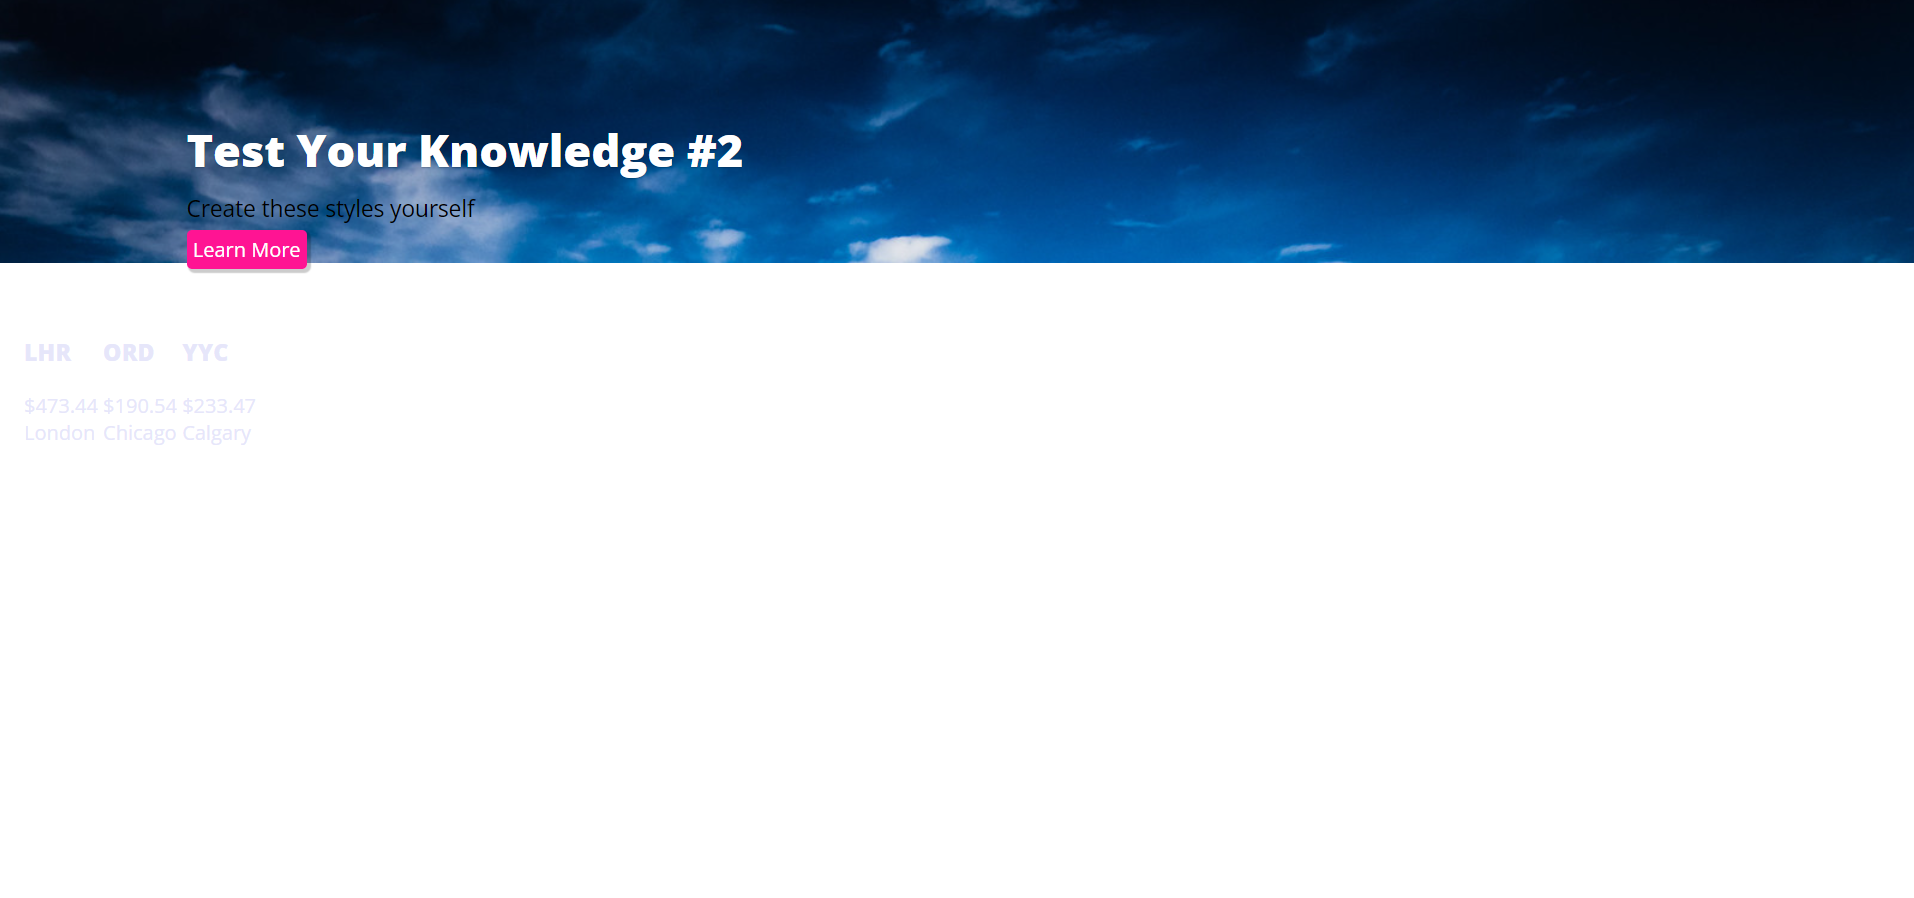 Test Your Knowledge #2
Create these styles yourself
Learn More
LHR ORD YYC
$473.44 $190.54 $233.47
London Chicago Calgary